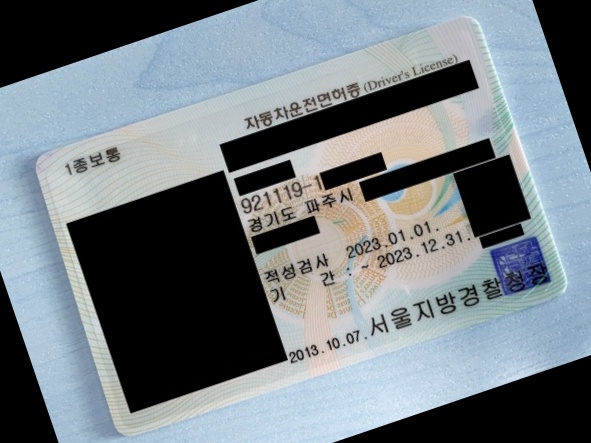 자동차운전면허증 (Driver's License)
1종보통
921119-1
경기도 파주시
적성검사 2023.01.01.
기 간 : ~ 2023.12.31.
2013.10.07. 서울지방경찰청장